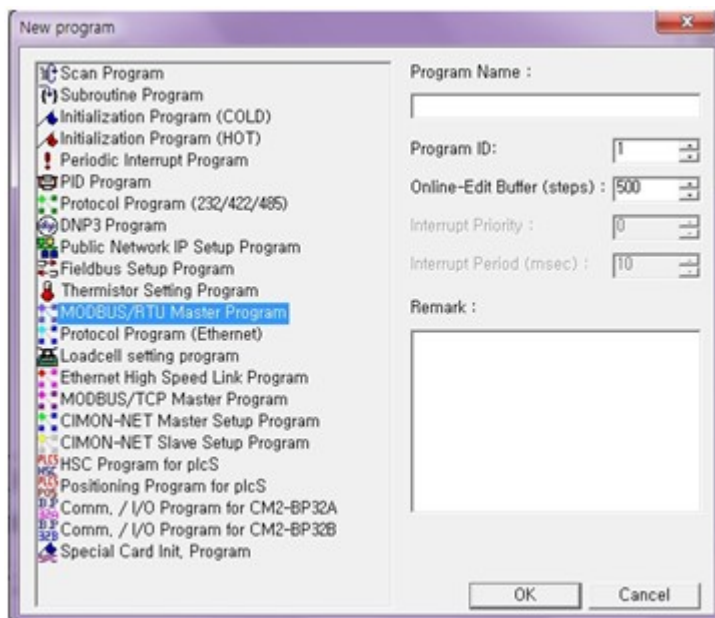 New program
Scan Program
Subroutine Program
Initialization Program (COLD)
Initialization Program (HOT)
Periodic Interrupt Program
PID Program
Protocol Program (232/422/485)
DNP3 Program
Public Network IP Setup Program
Fieldbus Setup Program
Thermistor Setting Program
MODBUS/RTU Master Program
Protocol Program (Ethernet)
Loadcell setting program
Ethernet High Speed Link Program
MODBUS/TCP Master Program
CIMON-NET Master Setup Program
CIMON-NET Slave Setup Program
HSC Program for plcS
Positioning Program for plcS
Comm. / I/O Program for CM2-BP32A
Comm. / I/O Program for CM2-BP32B
Special Card Init. Program
Program Name :
Program ID: 1
Online-Edit Buffer (steps) : 500
Interrupt Priority : 0
Interrupt Period (msec) : 10
Remark :
OK Cancel